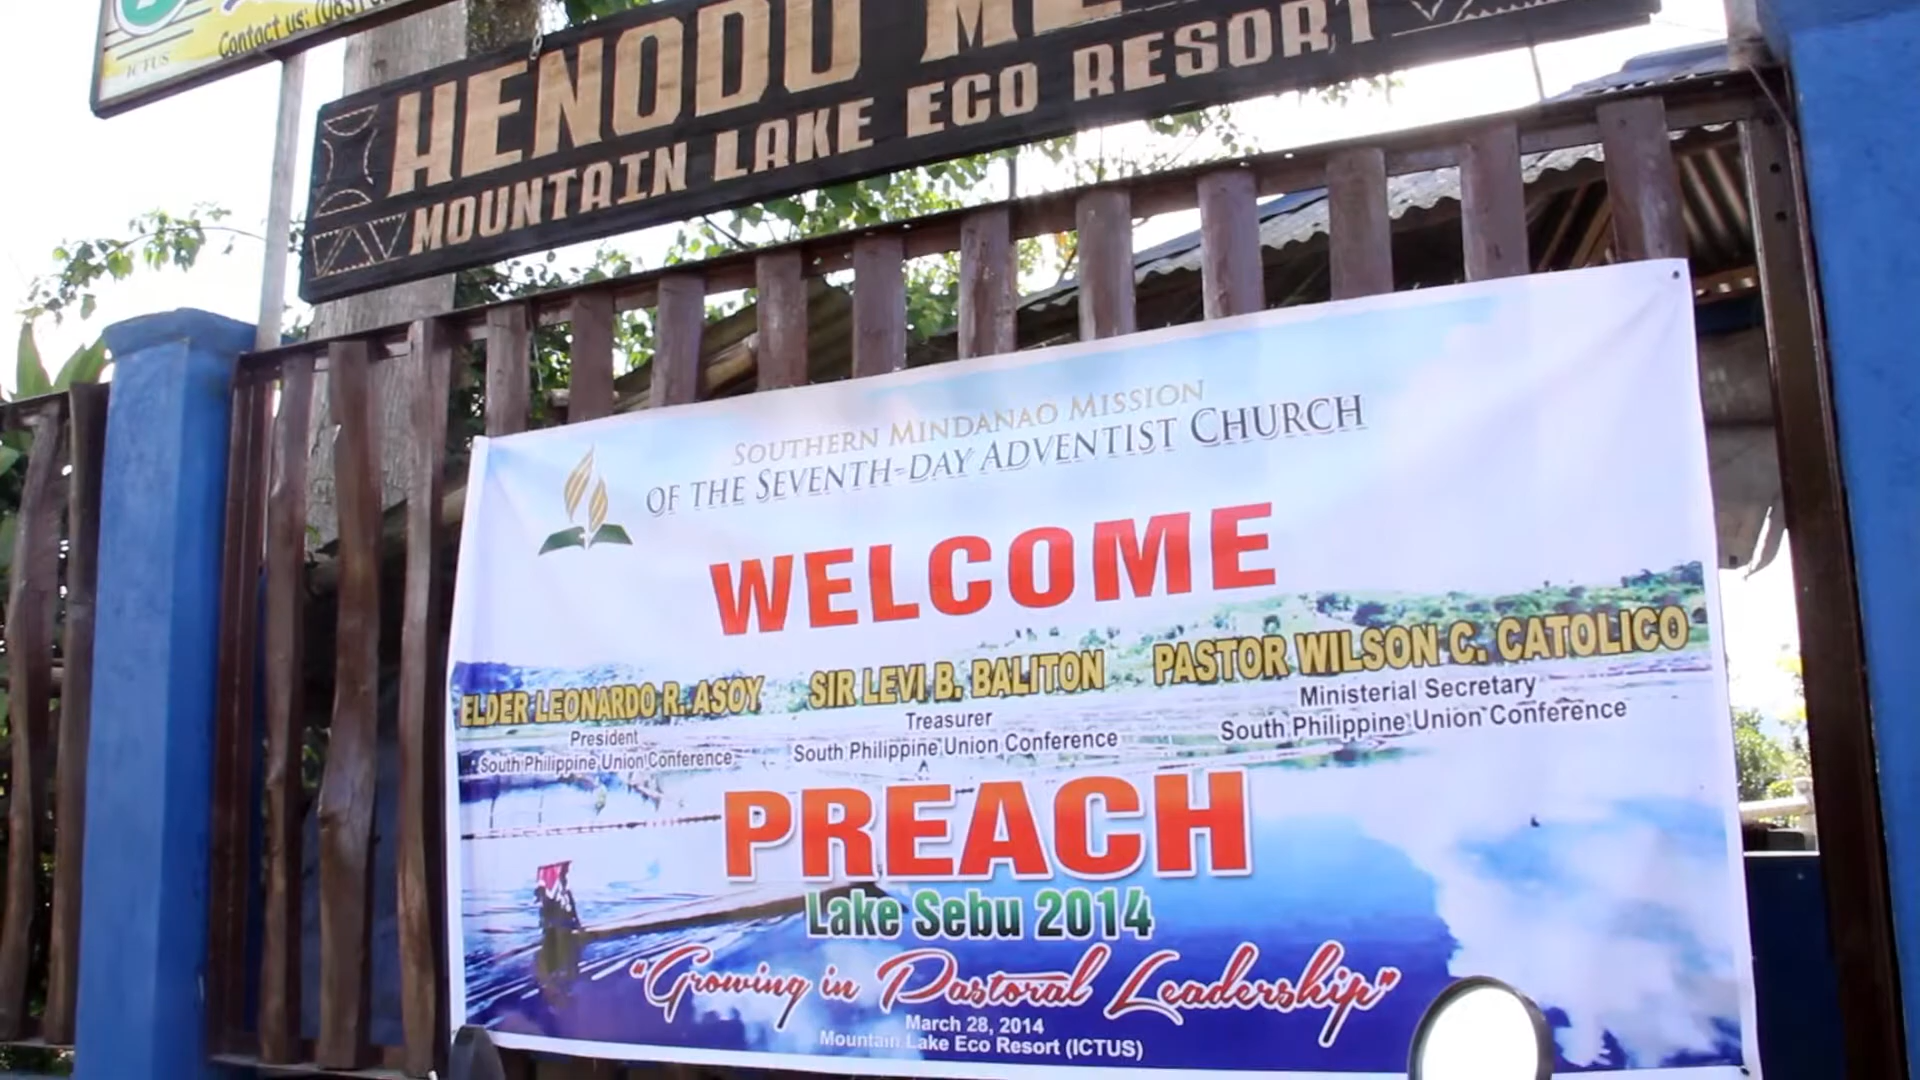 ICTUS
Contact us:
HENODU
MOUNTAIN LAKE ECO RESORT
SOUTHERN MINDANAO MISSION
OF THE SEVENTH-DAY ADVENTIST CHURCH
WELCOME
ELDER LEONARDO R. ASOY
President
South Philippine Union Conference
SIR LEVI B. BALITON
Treasurer
South Philippine Union Conference
PASTOR WILSON C. CATOLICO
Ministerial Secretary
South Philippine Union Conference
PREACH
Lake Sebu 2014
"Growing in Pastoral Leadership"
March 28, 2014
Mountain Lake Eco Resort (ICTUS)